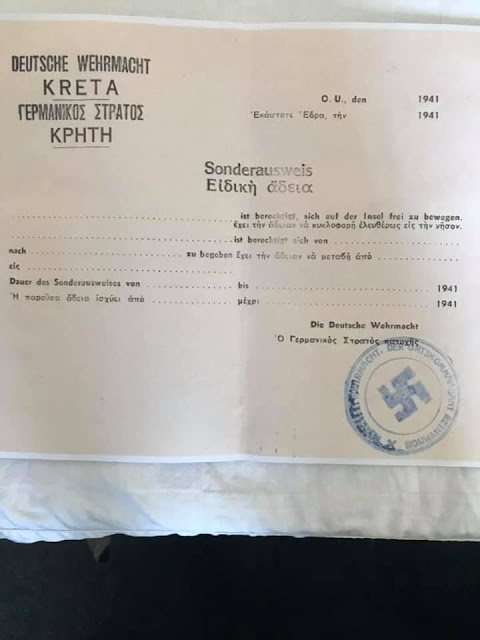 DEUTSCHE WEHRMACHT
KRETA
ΓΕΡΜΑΝΙΚΟΣ ΣΤΡΑΤΟΣ
ΚΡΗΤΗ
O. U., den 1941
Ἑκάστοτε Ἕδρα, τὴν 1941
Sonderausweis
Εἰδικὴ ἄδεια
ist berechtigt, sich auf der Insel frei zu bewegen.
ἔχει τὴν ἄδειαν νὰ κυκλοφορῇ ἐλευθέρως εἰς τὴν νῆσον.
ist berechtigt sich von
nach zu begeben ἔχει τὴν ἄδειαν νὰ μεταβῇ ἀπὸ
εἰς
Dauer des Sonderausweises von bis 1941
Ἡ παροῦσα ἄδεια ἰσχύει ἀπὸ μέχρι 1941
Die Deutsche Wehrmacht
Ὁ Γερμανικὸς Στρατὸς κατοχῆς
DER ORTSKOMMANDANT RETHYMNON